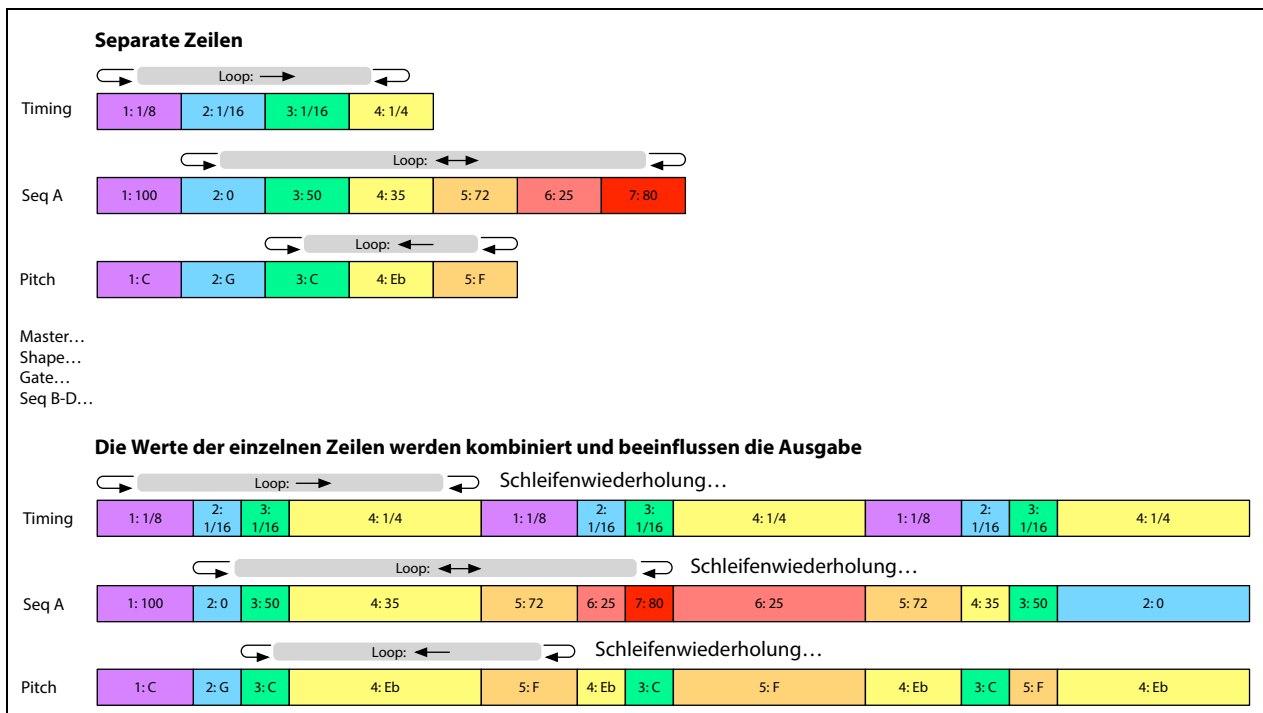 Separate Zeilen
Loop:
Timing 1: 1/8 2: 1/16 3: 1/16 4: 1/4
Loop:
Seq A 1: 100 2: 0 3: 50 4: 35 5: 72 6: 25 7: 80
Loop:
Pitch 1: C 2: G 3: C 4: Eb 5: F
Master…
Shape…
Gate…
Seq B-D…
Die Werte der einzelnen Zeilen werden kombiniert und beeinflussen die Ausgabe
Loop: Schleifenwiederholung…
Timing 1: 1/8 2: 1/16 3: 1/16 4: 1/4 1: 1/8 2: 1/16 3: 1/16 4: 1/4 1: 1/8 2: 1/16 3: 1/16 4: 1/4
Loop: Schleifenwiederholung…
Seq A 1: 100 2: 0 3: 50 4: 35 5: 72 6: 25 7: 80 6: 25 5: 72 4: 35 3: 50 2: 0
Loop: Schleifenwiederholung…
Pitch 1: C 2: G 3: C 4: Eb 5: F 4: Eb 3: C 5: F 4: Eb 3: C 5: F 4: Eb